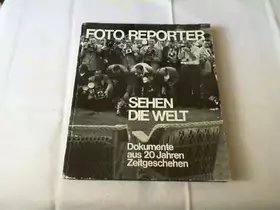 FOTO REPORTER
SEHEN
DIE WELT
Dokumente
aus 20 Jahren
Zeitgeschehen